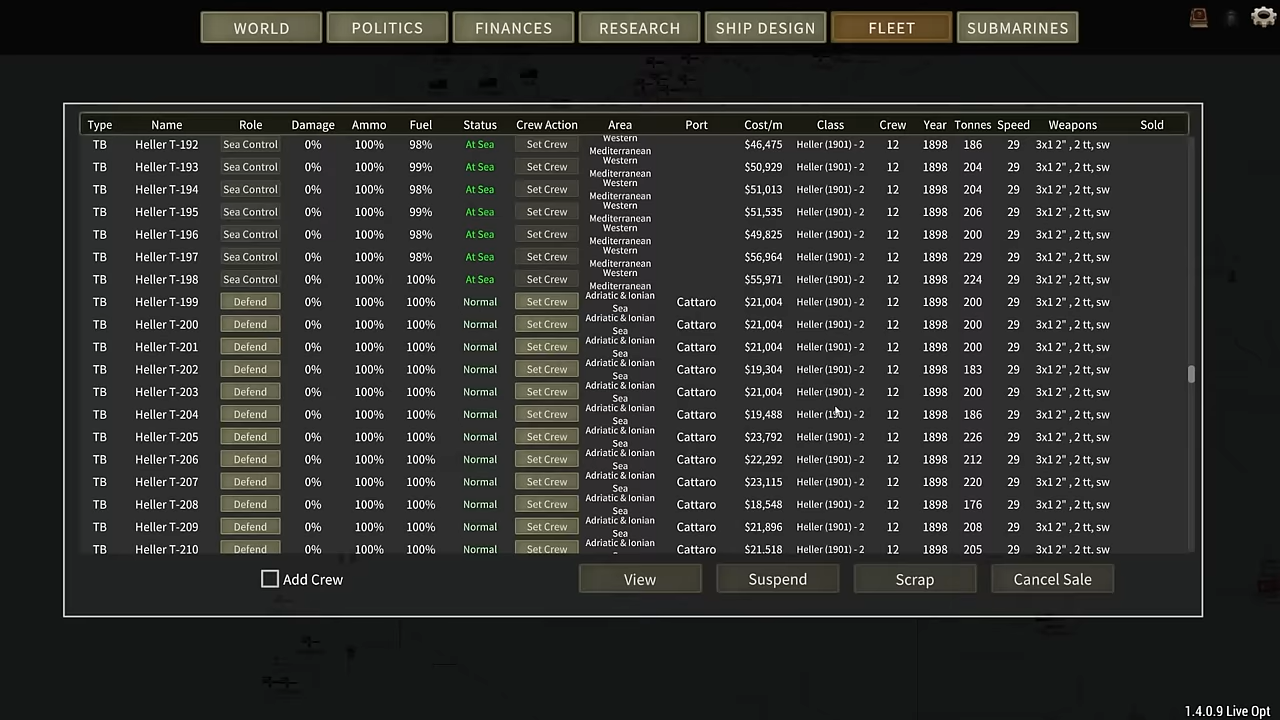 WORLD POLITICS FINANCES RESEARCH SHIP DESIGN FLEET SUBMARINES
Type Name Role Damage Ammo Fuel Status Crew Action Area Port Cost/m Class Crew Year Tonnes Speed Weapons Sold
TB Heller T-192 Sea Control 0% 100% 98% At Sea Set Crew Western Mediterranean $46,475 Heller (1901) - 2 12 1898 186 29 3x1 2" , 2 tt, sw
TB Heller T-193 Sea Control 0% 100% 99% At Sea Set Crew Western Mediterranean $50,929 Heller (1901) - 2 12 1898 204 29 3x1 2" , 2 tt, sw
TB Heller T-194 Sea Control 0% 100% 98% At Sea Set Crew Western Mediterranean $51,013 Heller (1901) - 2 12 1898 204 29 3x1 2" , 2 tt, sw
TB Heller T-195 Sea Control 0% 100% 99% At Sea Set Crew Western Mediterranean $51,535 Heller (1901) - 2 12 1898 206 29 3x1 2" , 2 tt, sw
TB Heller T-196 Sea Control 0% 100% 98% At Sea Set Crew Western Mediterranean $49,825 Heller (1901) - 2 12 1898 200 29 3x1 2" , 2 tt, sw
TB Heller T-197 Sea Control 0% 100% 98% At Sea Set Crew Western Mediterranean $56,964 Heller (1901) - 2 12 1898 229 29 3x1 2" , 2 tt, sw
TB Heller T-198 Sea Control 0% 100% 100% At Sea Set Crew Western Mediterranean $55,971 Heller (1901) - 2 12 1898 224 29 3x1 2" , 2 tt, sw
TB Heller T-199 Defend 0% 100% 100% Normal Set Crew Adriatic & Ionian Sea Cattaro $21,004 Heller (1901) - 2 12 1898 200 29 3x1 2" , 2 tt, sw
TB Heller T-200 Defend 0% 100% 100% Normal Set Crew Adriatic & Ionian Sea Cattaro $21,004 Heller (1901) - 2 12 1898 200 29 3x1 2" , 2 tt, sw
TB Heller T-201 Defend 0% 100% 100% Normal Set Crew Adriatic & Ionian Sea Cattaro $21,004 Heller (1901) - 2 12 1898 200 29 3x1 2" , 2 tt, sw
TB Heller T-202 Defend 0% 100% 100% Normal Set Crew Adriatic & Ionian Sea Cattaro $19,304 Heller (1901) - 2 12 1898 183 29 3x1 2" , 2 tt, sw
TB Heller T-203 Defend 0% 100% 100% Normal Set Crew Adriatic & Ionian Sea Cattaro $21,004 Heller (1901) - 2 12 1898 200 29 3x1 2" , 2 tt, sw
TB Heller T-204 Defend 0% 100% 100% Normal Set Crew Adriatic & Ionian Sea Cattaro $19,488 Heller (1901) - 2 12 1898 186 29 3x1 2" , 2 tt, sw
TB Heller T-205 Defend 0% 100% 100% Normal Set Crew Adriatic & Ionian Sea Cattaro $23,792 Heller (1901) - 2 12 1898 226 29 3x1 2" , 2 tt, sw
TB Heller T-206 Defend 0% 100% 100% Normal Set Crew Adriatic & Ionian Sea Cattaro $22,292 Heller (1901) - 2 12 1898 212 29 3x1 2" , 2 tt, sw
TB Heller T-207 Defend 0% 100% 100% Normal Set Crew Adriatic & Ionian Sea Cattaro $23,115 Heller (1901) - 2 12 1898 220 29 3x1 2" , 2 tt, sw
TB Heller T-208 Defend 0% 100% 100% Normal Set Crew Adriatic & Ionian Sea Cattaro $18,548 Heller (1901) - 2 12 1898 176 29 3x1 2" , 2 tt, sw
TB Heller T-209 Defend 0% 100% 100% Normal Set Crew Adriatic & Ionian Sea Cattaro $21,896 Heller (1901) - 2 12 1898 208 29 3x1 2" , 2 tt, sw
TB Heller T-210 Defend 0% 100% 100% Normal Set Crew Adriatic & Ionian Cattaro $21,518 Heller (1901) - 2 12 1898 205 29 3x1 2" , 2 tt, sw
Add Crew View Suspend Scrap Cancel Sale
1.4.0.9 Live Opt